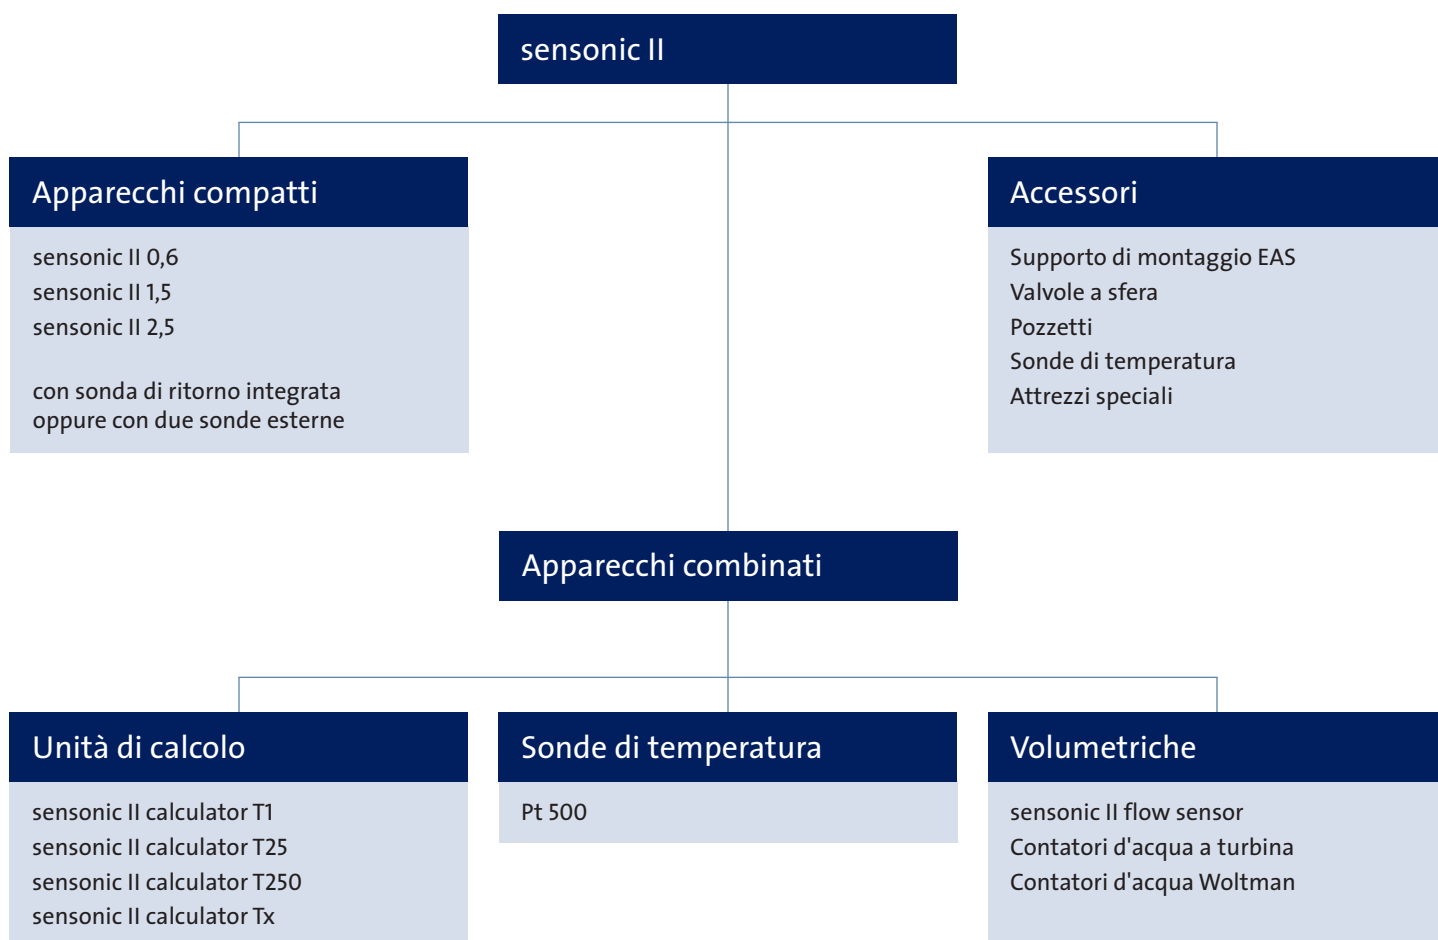 sensonic II
Apparecchi compatti
sensonic II 0,6
sensonic II 1,5
sensonic II 2,5
con sonda di ritorno integrata
oppure con due sonde esterne
Accessori
Supporto di montaggio EAS
Valvole a sfera
Pozzetti
Sonde di temperatura
Attrezzi speciali
Apparecchi combinati
Unità di calcolo
sensonic II calculator T1
sensonic II calculator T25
sensonic II calculator T250
sensonic II calculator Tx
Sonde di temperatura
Pt 500
Volumetriche
sensonic II flow sensor
Contatori d'acqua a turbina
Contatori d'acqua Woltman